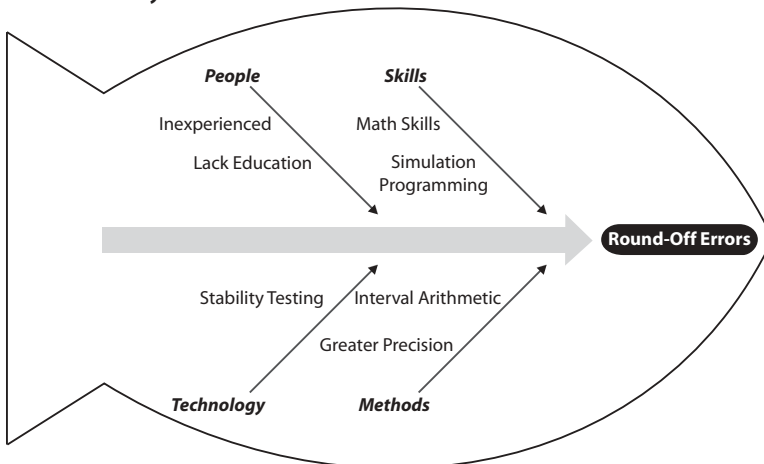 People
Skills
Inexperienced
Math Skills
Lack Education
Simulation
Programming
Round-Off Errors
Stability Testing
Interval Arithmetic
Greater Precision
Technology
Methods